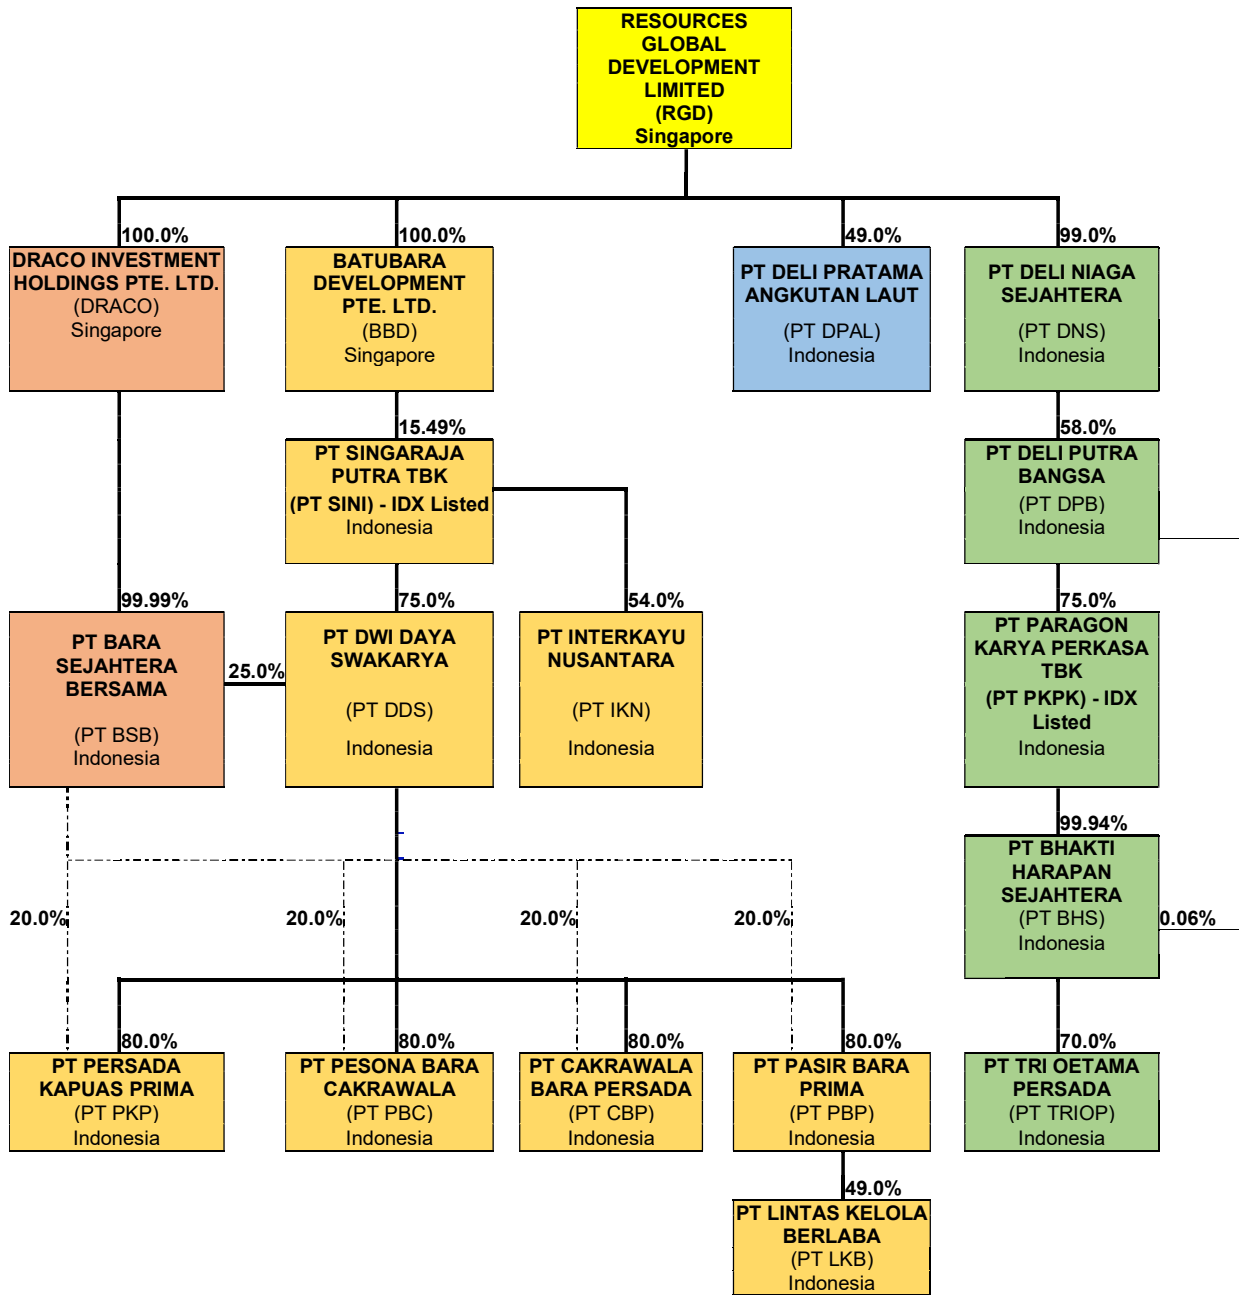 RESOURCES
GLOBAL
DEVELOPMENT
LIMITED
(RGD)
Singapore
100.0%
DRACO INVESTMENT
HOLDINGS PTE. LTD.
(DRACO)
Singapore
100.0%
BATUBARA
DEVELOPMENT
PTE. LTD.
(BBD)
Singapore
49.0%
PT DELI PRATAMA
ANGKUTAN LAUT
(PT DPAL)
Indonesia
99.0%
PT DELI NIAGA
SEJAHTERA
(PT DNS)
Indonesia
15.49%
PT SINGARAJA
PUTRA TBK
(PT SINI) - IDX Listed
Indonesia
58.0%
PT DELI PUTRA
BANGSA
(PT DPB)
Indonesia
99.99%
PT BARA
SEJAHTERA
BERSAMA
(PT BSB)
Indonesia
25.0%
75.0%
PT DWI DAYA
SWAKARYA
(PT DDS)
Indonesia
54.0%
PT INTERKAYU
NUSANTARA
(PT IKN)
Indonesia
75.0%
PT PARAGON
KARYA PERKASA
TBK
(PT PKPK) - IDX
Listed
Indonesia
99.94%
PT BHAKTI
HARAPAN
SEJAHTERA
(PT BHS)
Indonesia
0.06%
20.0%
20.0%
20.0%
20.0%
80.0%
PT PERSADA
KAPUAS PRIMA
(PT PKP)
Indonesia
80.0%
PT PESONA BARA
CAKRAWALA
(PT PBC)
Indonesia
80.0%
PT CAKRAWALA
BARA PERSADA
(PT CBP)
Indonesia
80.0%
PT PASIR BARA
PRIMA
(PT PBP)
Indonesia
70.0%
PT TRI OETAMA
PERSADA
(PT TRIOP)
Indonesia
49.0%
PT LINTAS KELOLA
BERLABA
(PT LKB)
Indonesia